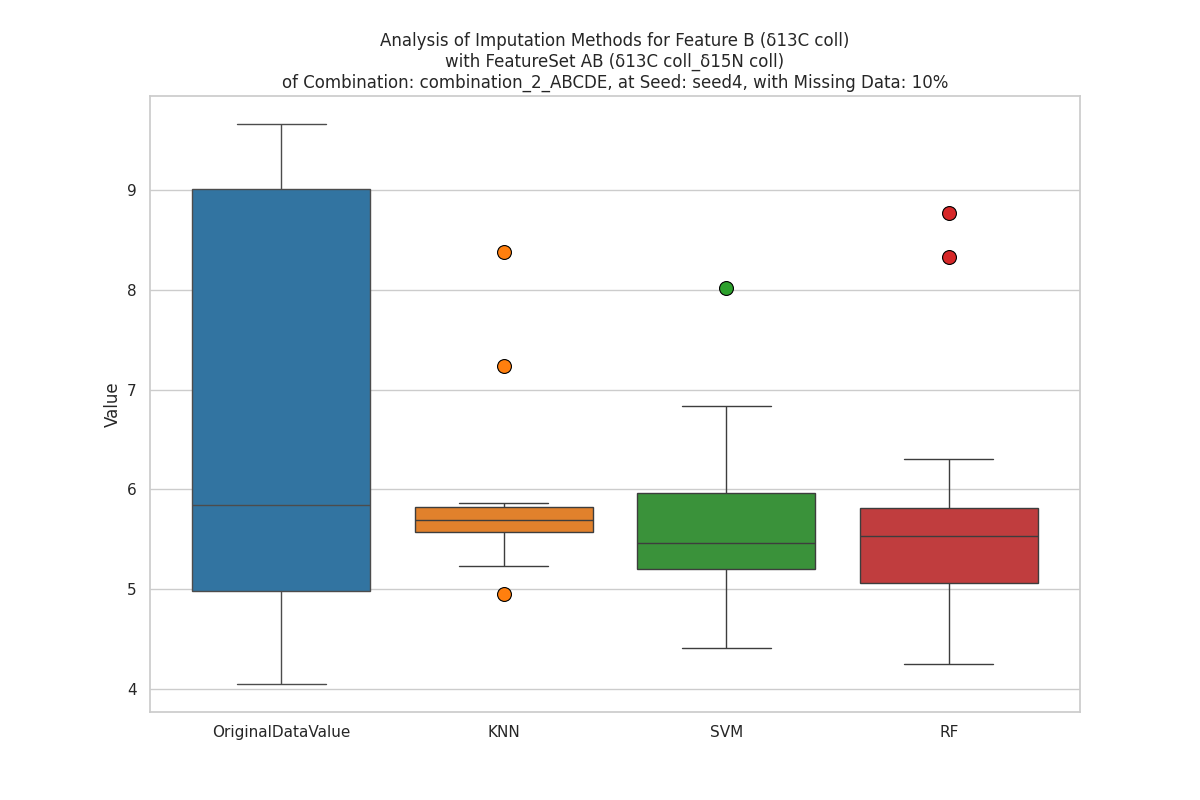 Analysis of Imputation Methods for Feature B (δ13C coll)
with FeatureSet AB (δ13C coll_δ15N coll)
of Combination: combination_2_ABCDE, at Seed: seed4, with Missing Data: 10%
Value
9
8
7
6
5
4
OriginalDataValue KNN SVM RF